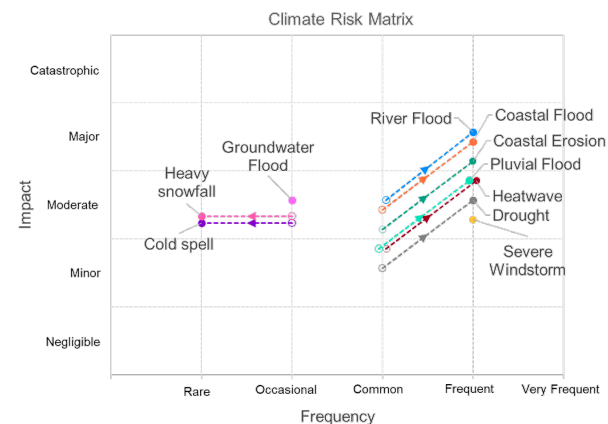 Climate Risk Matrix
Catastrophic
Major
Moderate
Minor
Negligible
Impact
River Flood
Coastal Flood
Coastal Erosion
Pluvial Flood
Heatwave
Drought
Severe
Windstorm
Groundwater
Flood
Heavy
snowfall
Cold spell
Rare
Occasional
Common
Frequent
Very Frequent
Frequency